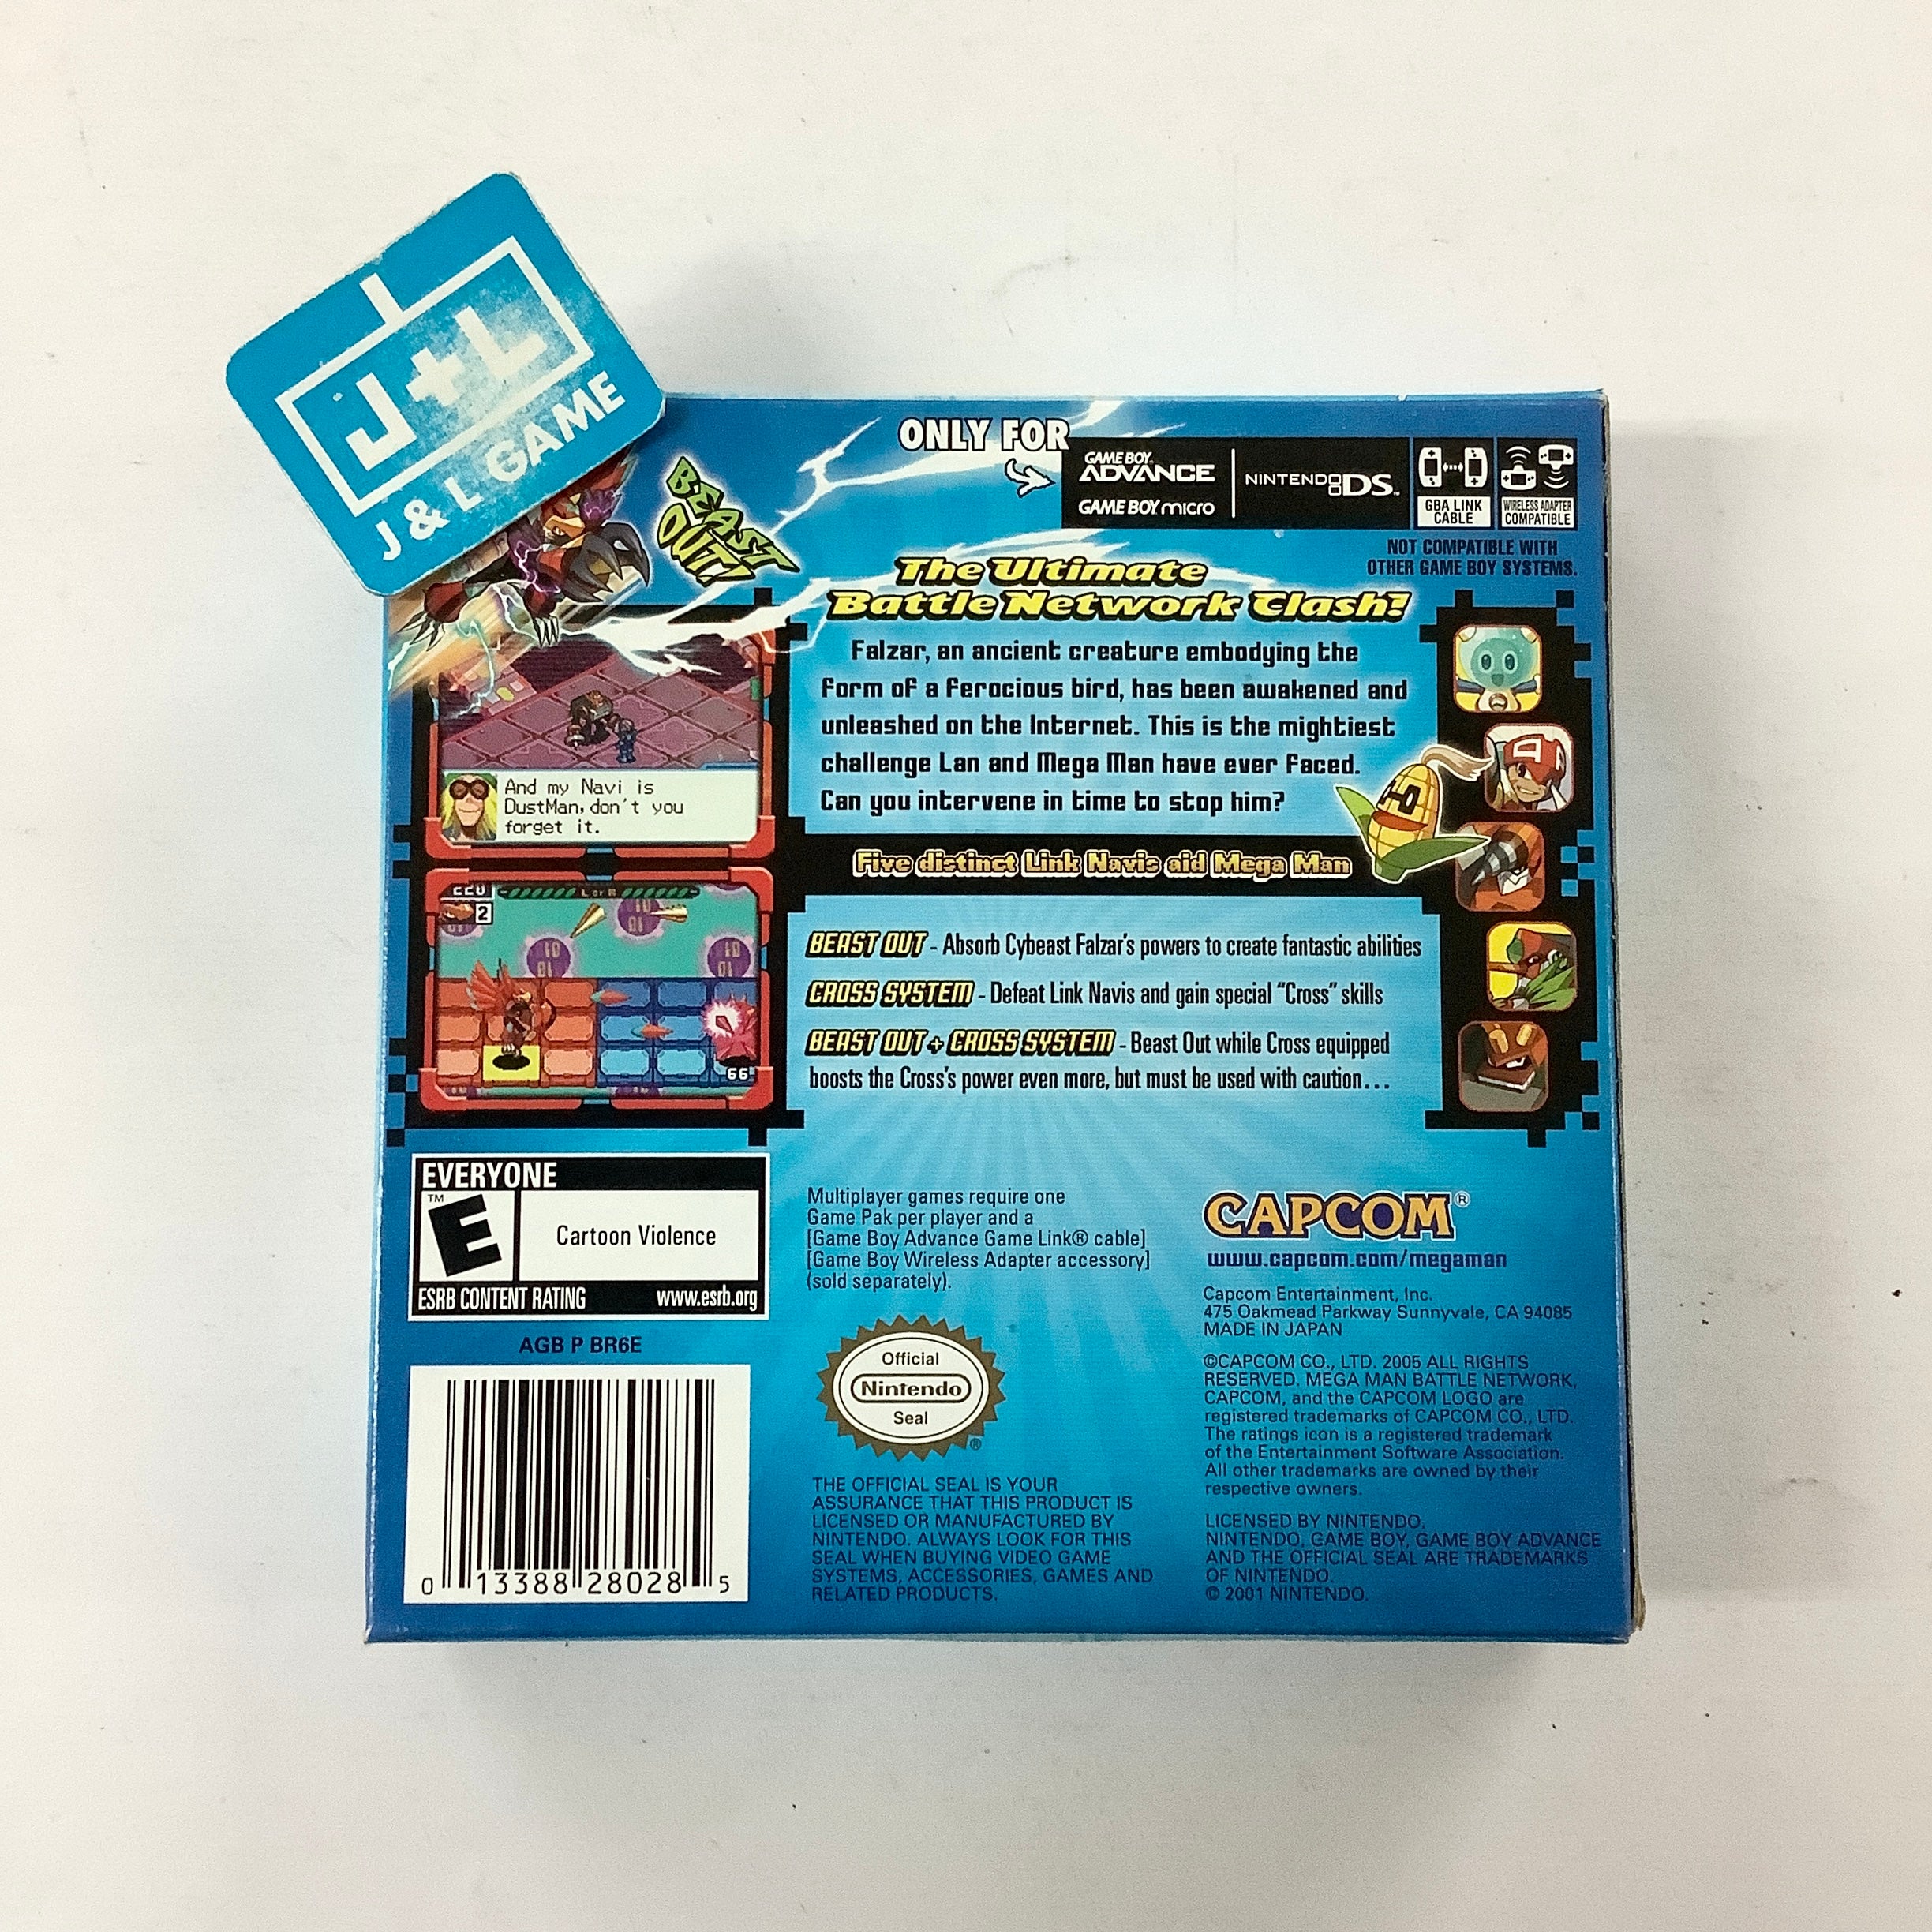 J+L
J & L GAME
BEAST
OUT!
ONLY FOR
GAME BOY
ADVANCE
GAME BOY micro
NINTENDO DS™
GBA LINK
CABLE
WIRELESS ADAPTER
COMPATIBLE
NOT COMPATIBLE WITH
OTHER GAME BOY SYSTEMS.
The Ultimate
Battle Network Clash!
Falzar, an ancient creature embodying the
form of a ferocious bird, has been awakened and
unleashed on the Internet. This is the mightiest
challenge Lan and Mega Man have ever faced.
Can you intervene in time to stop him?
And my Navi is
DustMan, don't you
forget it.
Five distinct Link Navis aid Mega Man
220
L or R
2
66
BEAST OUT - Absorb Cybeast Falzar's powers to create fantastic abilities
CROSS SYSTEM - Defeat Link Navis and gain special "Cross" skills
BEAST OUT + CROSS SYSTEM - Beast Out while Cross equipped
boosts the Cross's power even more, but must be used with caution...
EVERYONE
E™
Cartoon Violence
ESRB CONTENT RATING www.esrb.org
AGB P BR6E
0 13388 28028 5
Multiplayer games require one
Game Pak per player and a
[Game Boy Advance Game Link® cable]
[Game Boy Wireless Adapter accessory]
(sold separately).
Official
Nintendo
Seal
®
THE OFFICIAL SEAL IS YOUR
ASSURANCE THAT THIS PRODUCT IS
LICENSED OR MANUFACTURED BY
NINTENDO. ALWAYS LOOK FOR THIS
SEAL WHEN BUYING VIDEO GAME
SYSTEMS, ACCESSORIES, GAMES AND
RELATED PRODUCTS.
CAPCOM®
www.capcom.com/megaman
Capcom Entertainment, Inc.
475 Oakmead Parkway Sunnyvale, CA 94085
MADE IN JAPAN
©CAPCOM CO., LTD. 2005 ALL RIGHTS
RESERVED. MEGA MAN BATTLE NETWORK,
CAPCOM, and the CAPCOM LOGO are
registered trademarks of CAPCOM CO., LTD.
The ratings icon is a registered trademark
of the Entertainment Software Association.
All other trademarks are owned by their
respective owners.
LICENSED BY NINTENDO.
NINTENDO, GAME BOY, GAME BOY ADVANCE
AND THE OFFICIAL SEAL ARE TRADEMARKS
OF NINTENDO.
© 2001 NINTENDO.